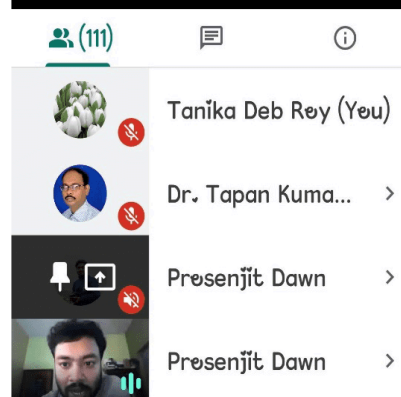 (111)
Tanika Deb Roy (You)
Dr. Tapan Kuma...
Prosenjit Dawn
Prosenjit Dawn